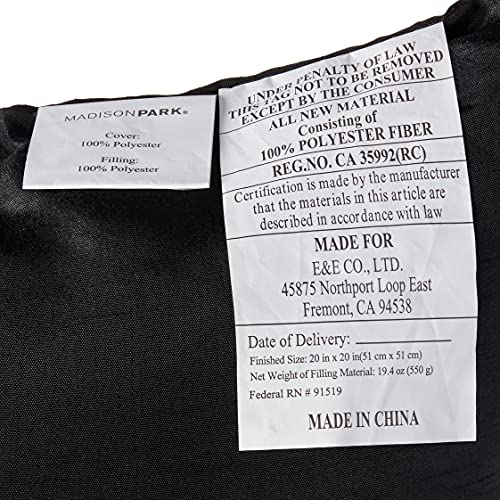 MADISONPARK®
Cover:
100% Polyester
Filling:
100% Polyester
UNDER PENALTY OF LAW
THIS TAG NOT TO BE REMOVED
EXCEPT BY THE CONSUMER
ALL NEW MATERIAL
Consisting of
100% POLYESTER FIBER
REG.NO. CA 35992(RC)
Certification is made by the manufacturer
that the materials in this article are
described in accordance with law
MADE FOR
E&E CO., LTD.
45875 Northport Loop East
Fremont, CA 94538
Date of Delivery:
Finished Size: 20 in x 20 in(51 cm x 51 cm)
Net Weight of Filling Material: 19.4 oz (550 g)
Federal RN # 91519
MADE IN CHINA